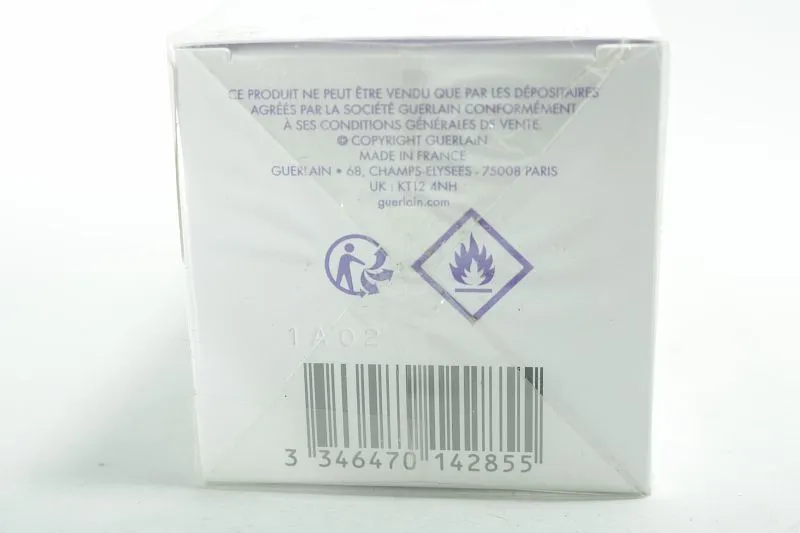 CE PRODUIT NE PEUT ÊTRE VENDU QUE PAR LES DÉPOSITAIRES
AGRÉÉS PAR LA SOCIÉTÉ GUERLAIN CONFORMÉMENT
À SES CONDITIONS GÉNÉRALES DE VENTE.
© COPYRIGHT GUERLAIN
MADE IN FRANCE
GUERLAIN • 68, CHAMPS-ELYSEES - 75008 PARIS
UK : KT12 4NH
guerlain.com
1A02
3 346470 142855